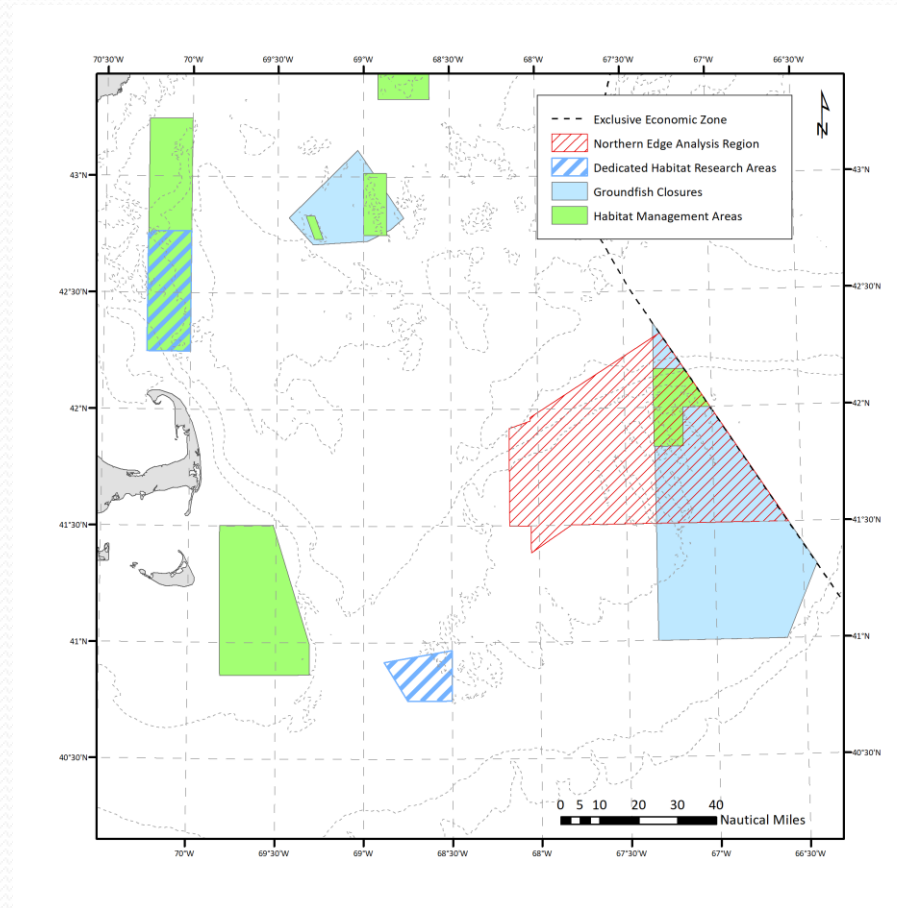 70°30'W 70°W 69°30'W 69°W 68°30'W 68°W 67°30'W 67°W 66°30'W
N
Exclusive Economic Zone
Northern Edge Analysis Region
Dedicated Habitat Research Areas
Groundfish Closures
Habitat Management Areas
43°N 43°N
42°30'N 42°30'N
42°N 42°N
41°30'N 41°30'N
41°N 41°N
40°30'N 40°30'N
0 5 10 20 30 40
Nautical Miles
70°W 69°30'W 69°W 68°30'W 68°W 67°30'W 67°W 66°30'W